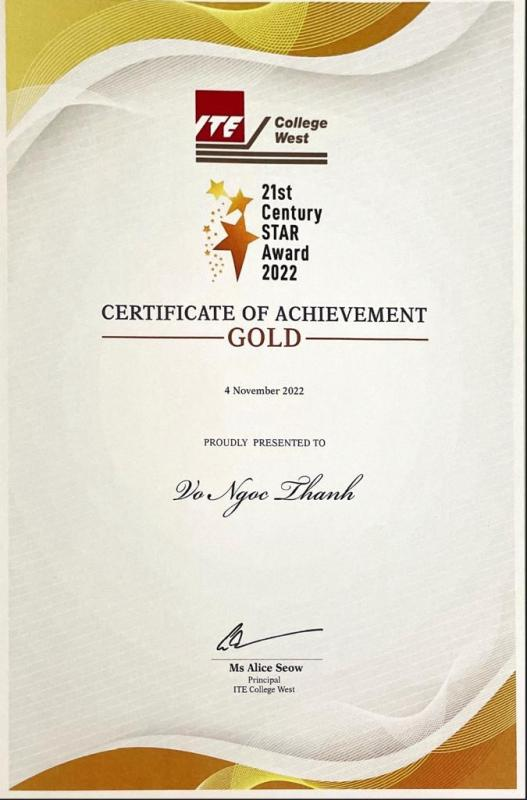 ITE
College
West
21st
Century
STAR
Award
2022
CERTIFICATE OF ACHIEVEMENT
GOLD
4 November 2022
PROUDLY PRESENTED TO
Vo Ngoc Thanh
Ms Alice Seow
Principal
ITE College West